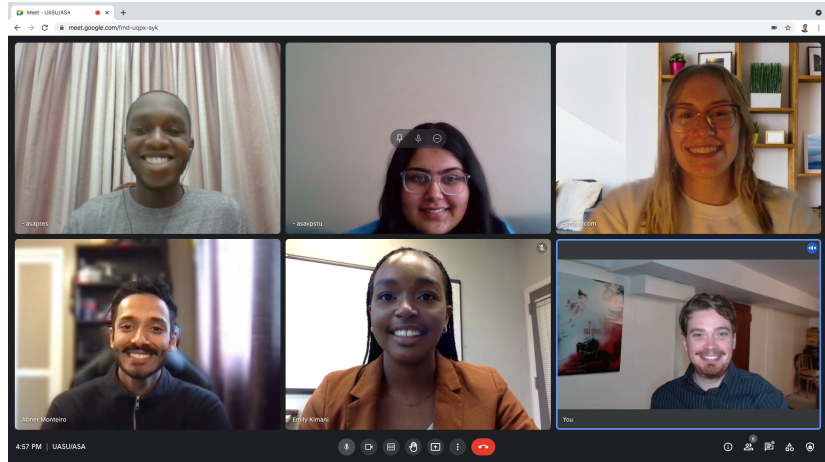 Meet - UASU/ASA
meet.google.com/fmd-uqpx-syk
- asapres
- asavpstu
Abner Monteiro
Emily Kimani
You
4:57 PM | UASU/ASA
6